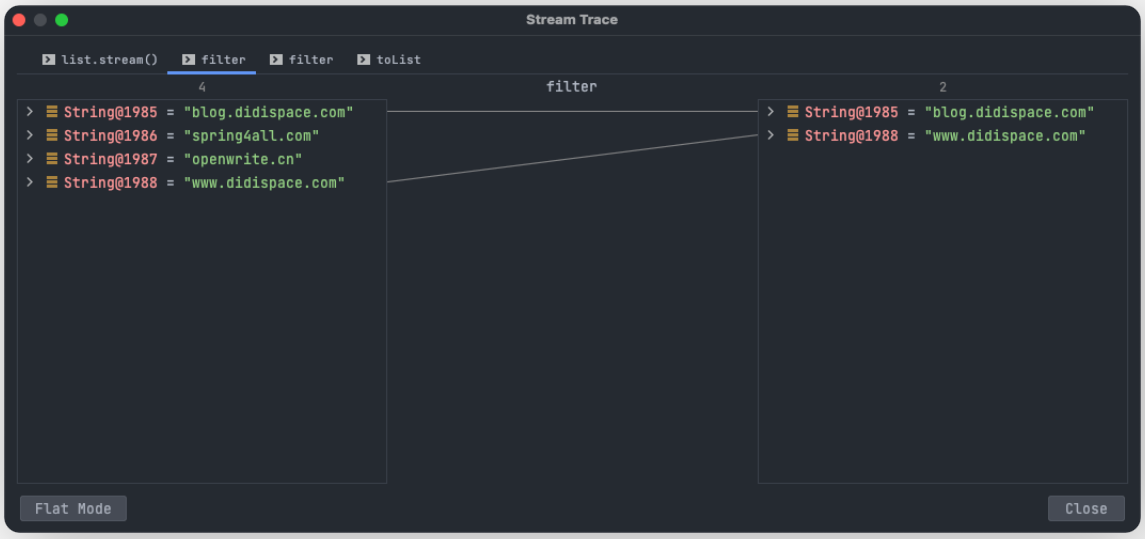 Stream Trace
list.stream() filter filter toList
4 filter 2
String@1985 = "blog.didispace.com" String@1985 = "blog.didispace.com"
String@1986 = "spring4all.com" String@1988 = "www.didispace.com"
String@1987 = "openwrite.cn"
String@1988 = "www.didispace.com"
Flat Mode Close